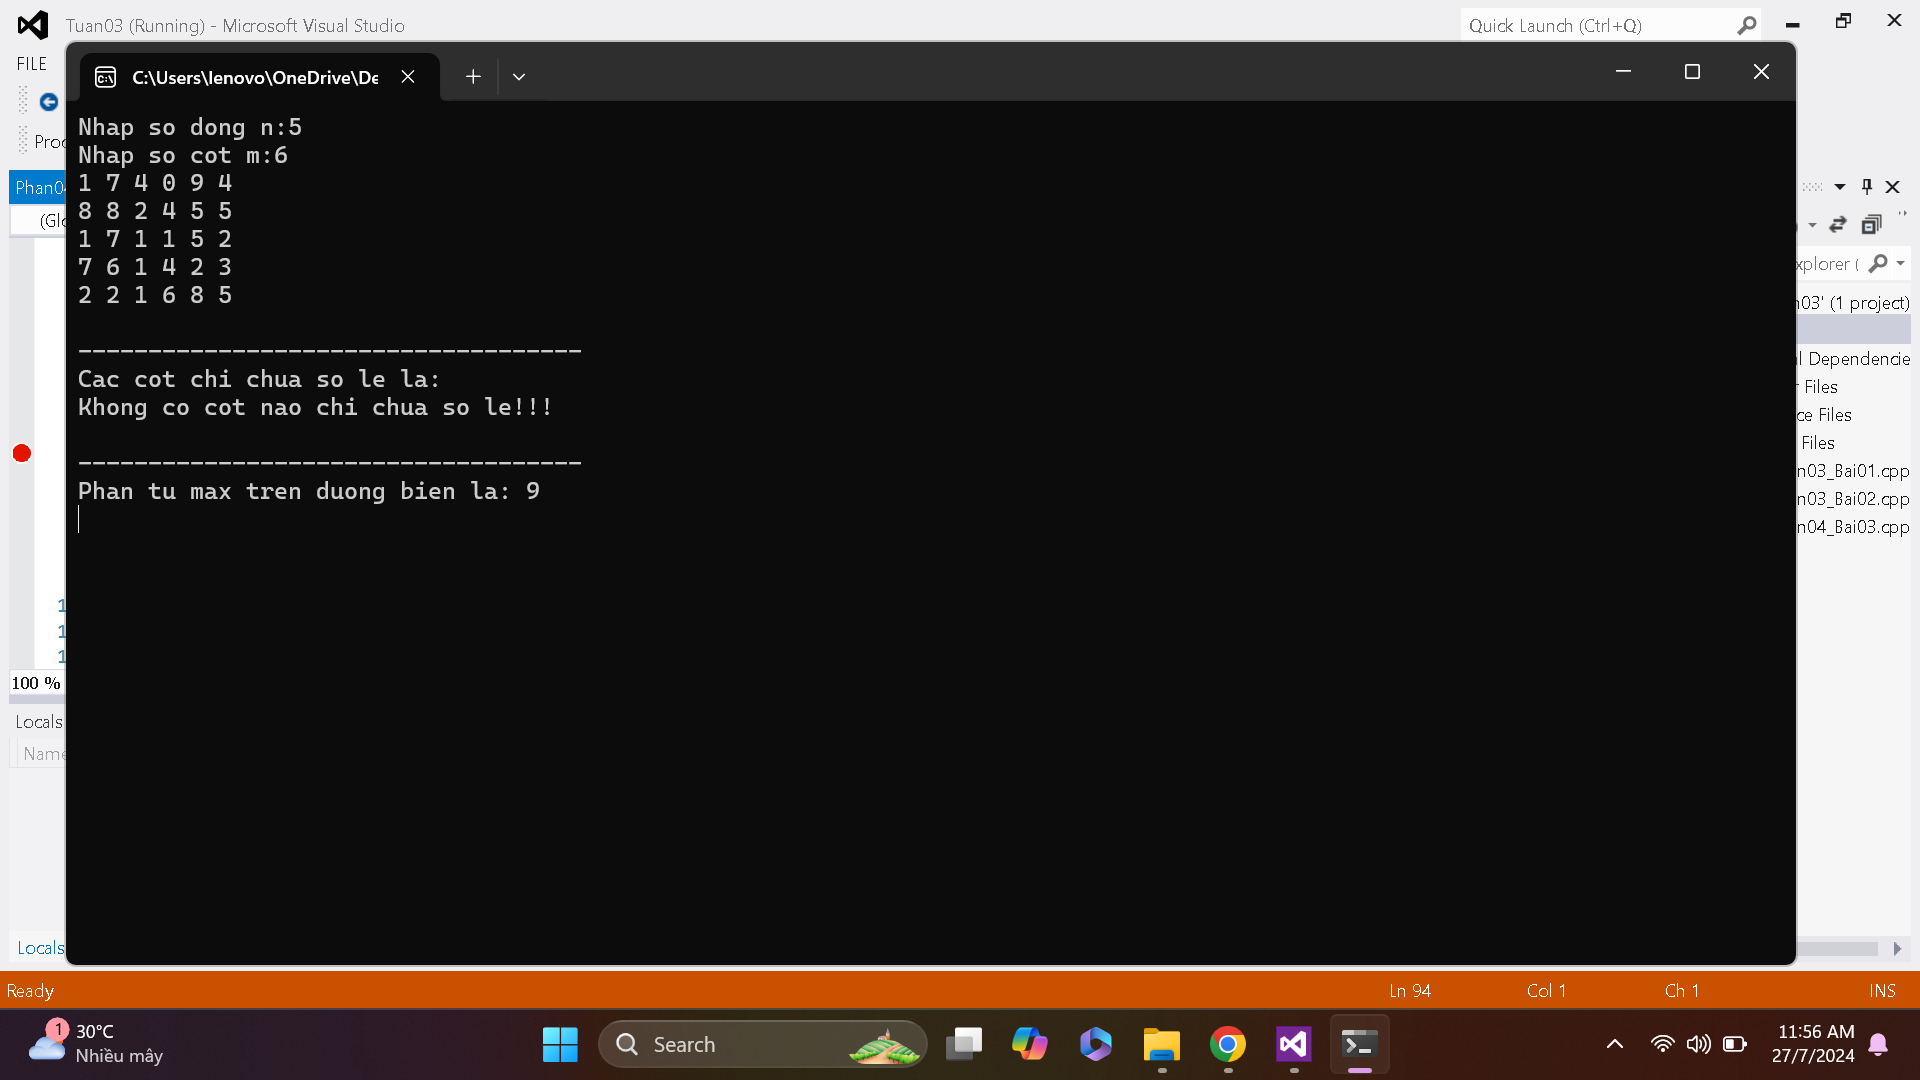 Tuan03 (Running) - Microsoft Visual Studio
Quick Launch (Ctrl+Q)
FILE
C:\Users\lenovo\OneDrive\De
Proc
Phan04
(Glo
Nhap so dong n:5
Nhap so cot m:6
1 7 4 0 9 4
8 8 2 4 5 5
1 7 1 1 5 2
7 6 1 4 2 3
2 2 1 6 8 5
------------------------------------
Cac cot chi chua so le la:
Khong co cot nao chi chua so le!!!
------------------------------------
Phan tu max tren duong bien la: 9
xplorer (
n03' (1 project)
l Dependencie
r Files
ce Files
Files
n03_Bai01.cpp
n03_Bai02.cpp
n04_Bai03.cpp
1
1
1
100 %
Locals
Name
Locals
Ready
Ln 94
Col 1
Ch 1
INS
1
30°C
Nhiều mây
Search
11:56 AM
27/7/2024